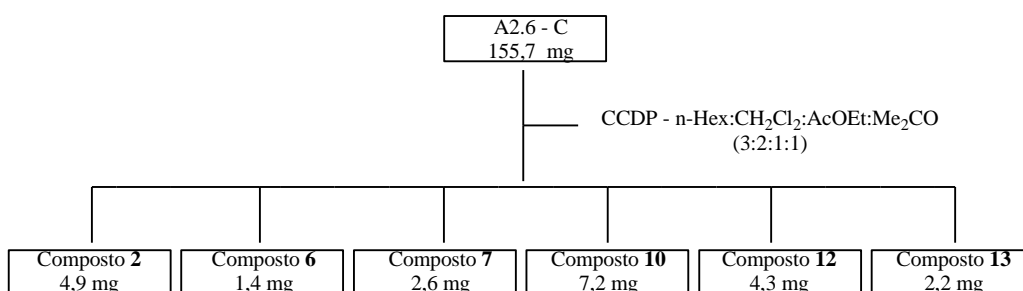 A2.6 - C
155,7 mg
CCDP - n-Hex:CH₂Cl₂:AcOEt:Me₂CO
(3:2:1:1)
Composto 2
4,9 mg
Composto 6
1,4 mg
Composto 7
2,6 mg
Composto 10
7,2 mg
Composto 12
4,3 mg
Composto 13
2,2 mg